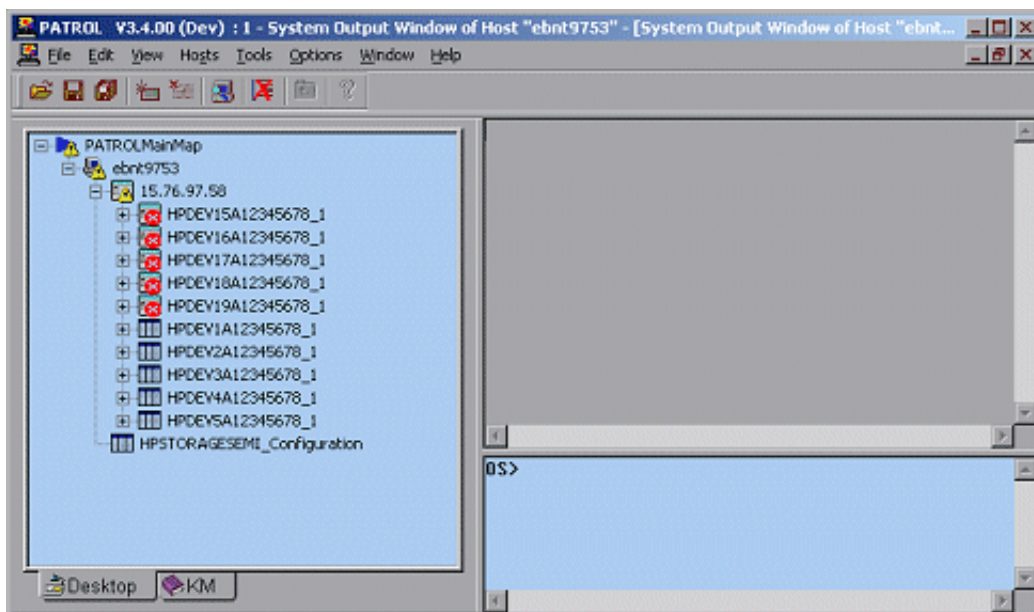 PATROL V3.4.00 (Dev) : 1 - System Output Window of Host "ebnt9753" - [System Output Window of Host "ebnt...
File Edit View Hosts Tools Options Window Help
PATROLMainMap
ebnt9753
15.76.97.58
HPDEV15A12345678_1
HPDEV16A12345678_1
HPDEV17A12345678_1
HPDEV18A12345678_1
HPDEV19A12345678_1
HPDEV1A12345678_1
HPDEV2A12345678_1
HPDEV3A12345678_1
HPDEV4A12345678_1
HPDEV5A12345678_1
HPSTORAGESEMI_Configuration
OS>
Desktop KM